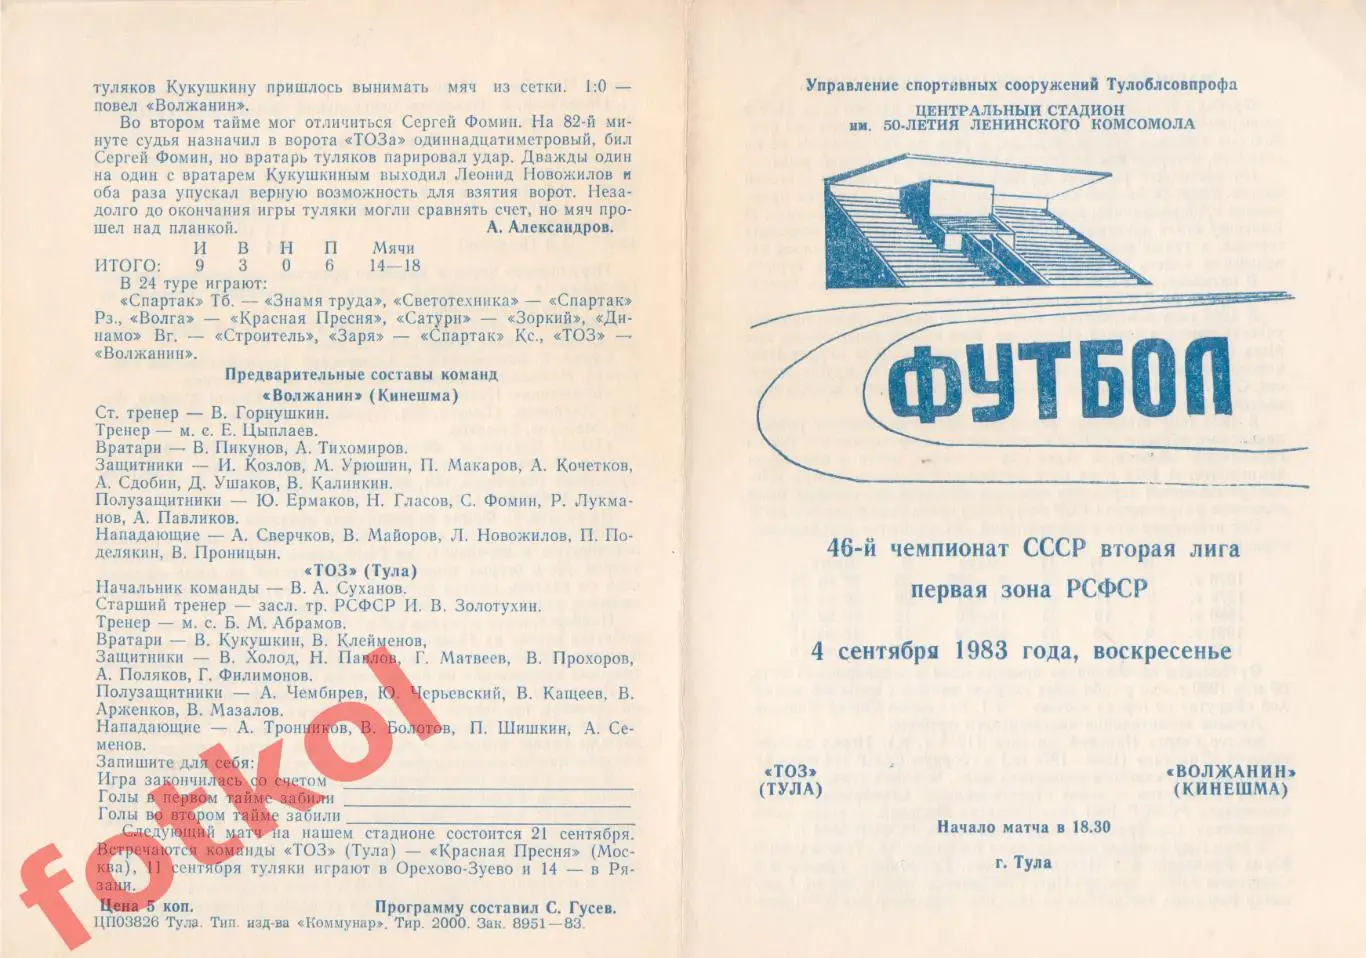 туляков Кукушкину пришлось вынимать мяч из сетки. 1:0 —
повел «Волжанин».
Во втором тайме мог отличиться Сергей Фомин. На 82-й ми-
нуте судья назначил в ворота «ТОЗа» одиннадцатиметровый, бил
Сергей Фомин, но вратарь туляков парировал удар. Дважды один
на один с вратарем Кукушкиным выходил Леонид Новожилов и
оба раза упускал верную возможность для взятия ворот. Неза-
долго до окончания игры туляки могли сравнять счет, но мяч про-
шел над планкой. А. Александров.
И В Н П Мячи
ИТОГО: 9 3 0 6 14—18
В 24 туре играют:
«Спартак» Тб. — «Знамя труда», «Светотехника» — «Спартак»
Рз., «Волга» — «Красная Пресня», «Сатурн» — «Зоркий», «Ди-
намо» Вг. — «Строитель», «Заря» — «Спартак» Кс., «ТОЗ» —
«Волжанин».
Предварительные составы команд
«Волжанин» (Кинешма)
Ст. тренер — В. Горнушкин.
Тренер — м. с. Е. Цыплаев.
Вратари — В. Пикунов, А. Тихомиров.
Защитники — И. Козлов, М. Урюшин, П. Макаров, А. Кочетков,
А. Сдобин, Д. Ушаков, В. Калинкин.
Полузащитники — Ю. Ермаков, Н. Гласов, С. Фомин, Р. Лукма-
нов, А. Павликов.
Нападающие — А. Сверчков, В. Майоров, Л. Новожилов, П. По-
делякин, В. Проницын.
«ТОЗ» (Тула)
Начальник команды — В. А. Суханов.
Старший тренер — засл. тр. РСФСР И. В. Золотухин.
Тренер — м. с. Б. М. Абрамов.
Вратари — В. Кукушкин, В. Клейменов,
Защитники — В. Холод, Н. Павлов, Г. Матвеев, В. Прохоров,
А. Поляков, Г. Филимонов.
Полузащитники — А. Чембирев, Ю. Черьевский, В. Кащеев, В.
Арженков, В. Мазалов.
Нападающие — А. Тронников, В. Болотов, П. Шишкин, А. Се-
менов.
Запишите для себя:
Игра закончилась со счетом
Голы в первом тайме забили
Голы во втором тайме забили
Следующий матч на нашем стадионе состоится 21 сентября.
Встречаются команды «ТОЗ» (Тула) — «Красная Пресня» (Мос-
ква), 11 сентября туляки играют в Орехово-Зуево и 14 — в Ря-
зани.
Цена 5 коп. Программу составил С. Гусев.
ЦП03826 Тула. Тип. изд-ва «Коммунар». Тир. 2000. Зак. 8951—83.
fotkol
Управление спортивных сооружений Тулоблсовпрофа
ЦЕНТРАЛЬНЫЙ СТАДИОН
им. 50-ЛЕТИЯ ЛЕНИНСКОГО КОМСОМОЛА
ФУТБОЛ
46-й чемпионат СССР вторая лига
первая зона РСФСР
4 сентября 1983 года, воскресенье
«ТОЗ» «ВОЛЖАНИН»
(ТУЛА) (КИНЕШМА)
Начало матча в 18.30
г. Тула